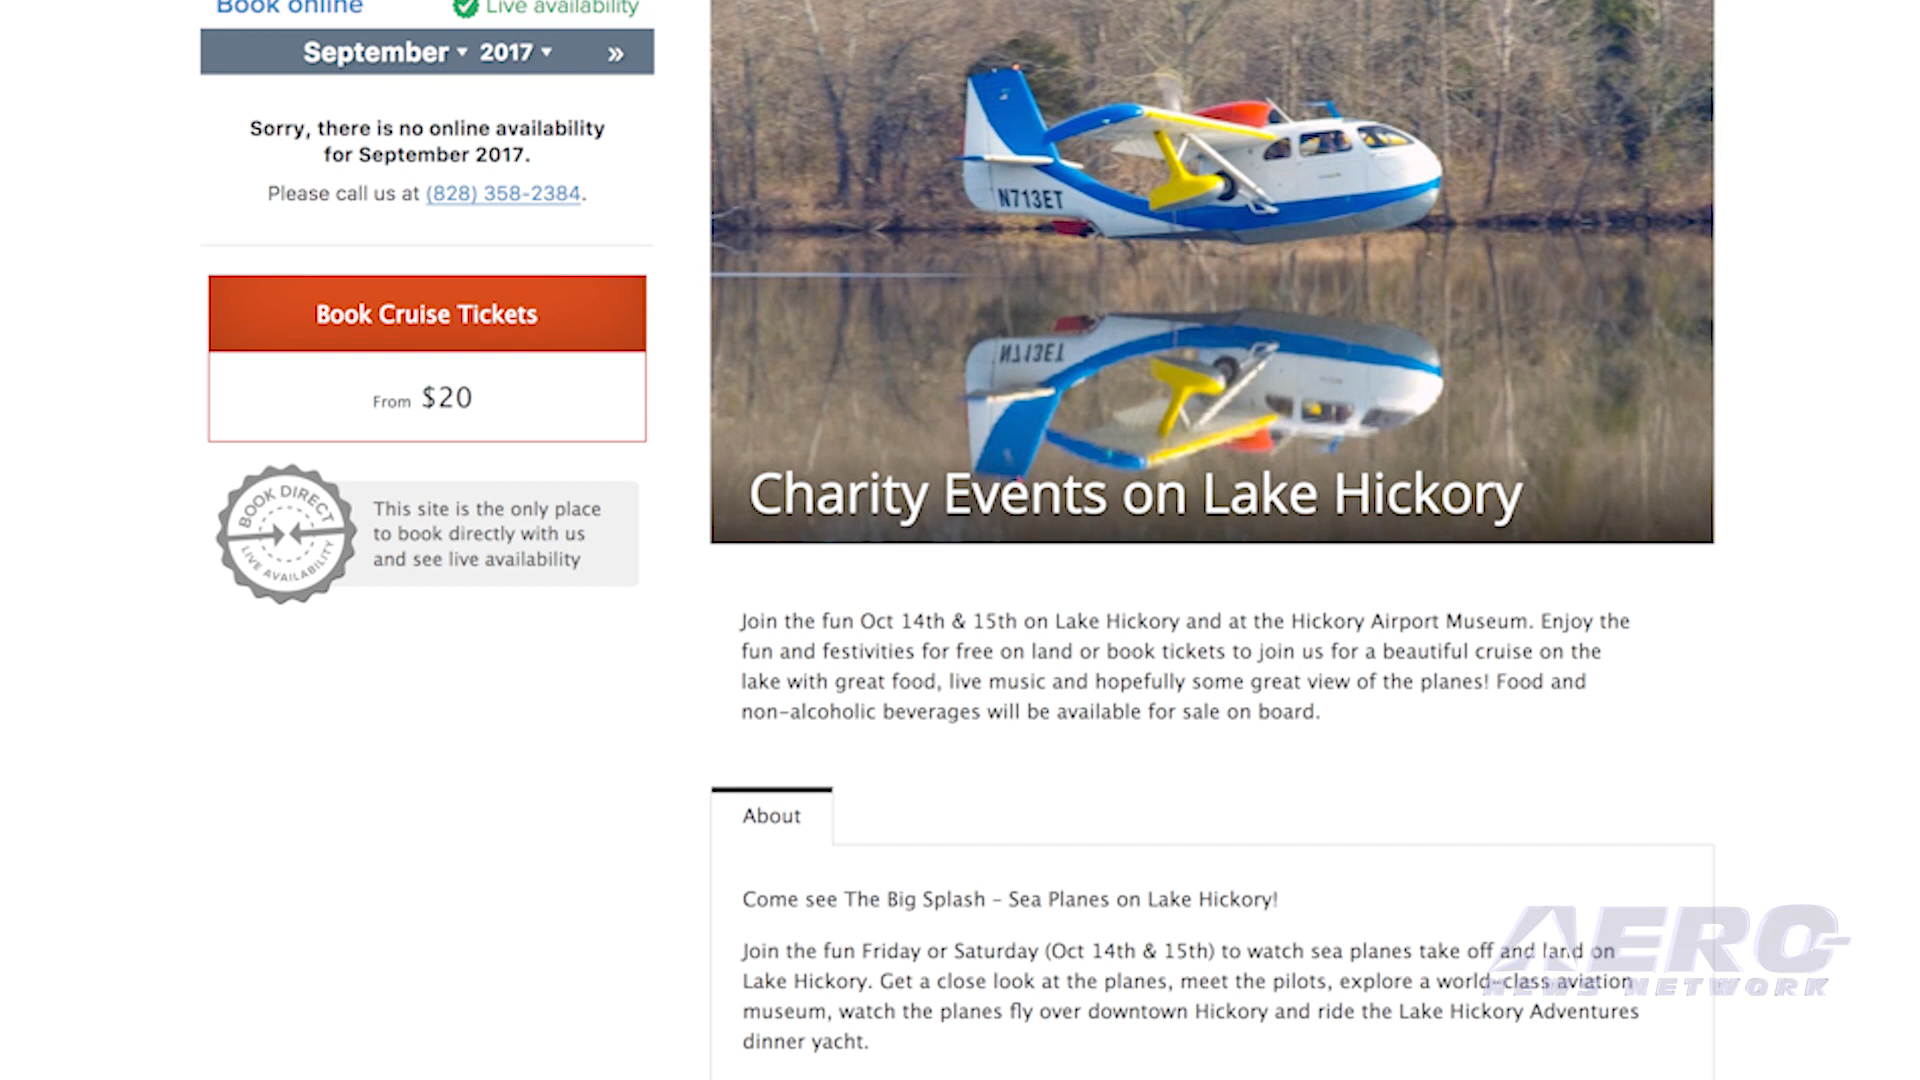 Book online
Live availability
September 2017 »
Sorry, there is no online availability
for September 2017.
Please call us at (828) 358-2384.
Book Cruise Tickets
From $20
BOOK DIRECT
LIVE AVAILABILITY
This site is the only place
to book directly with us
and see live availability
N713ET
N713ET
Charity Events on Lake Hickory
Join the fun Oct 14th & 15th on Lake Hickory and at the Hickory Airport Museum. Enjoy the
fun and festivities for free on land or book tickets to join us for a beautiful cruise on the
lake with great food, live music and hopefully some great view of the planes! Food and
non-alcoholic beverages will be available for sale on board.
About
Come see The Big Splash – Sea Planes on Lake Hickory!
Join the fun Friday or Saturday (Oct 14th & 15th) to watch sea planes take off and land on
Lake Hickory. Get a close look at the planes, meet the pilots, explore a world-class aviation
museum, watch the planes fly over downtown Hickory and ride the Lake Hickory Adventures
dinner yacht.
AERO
NEWS NETWORK